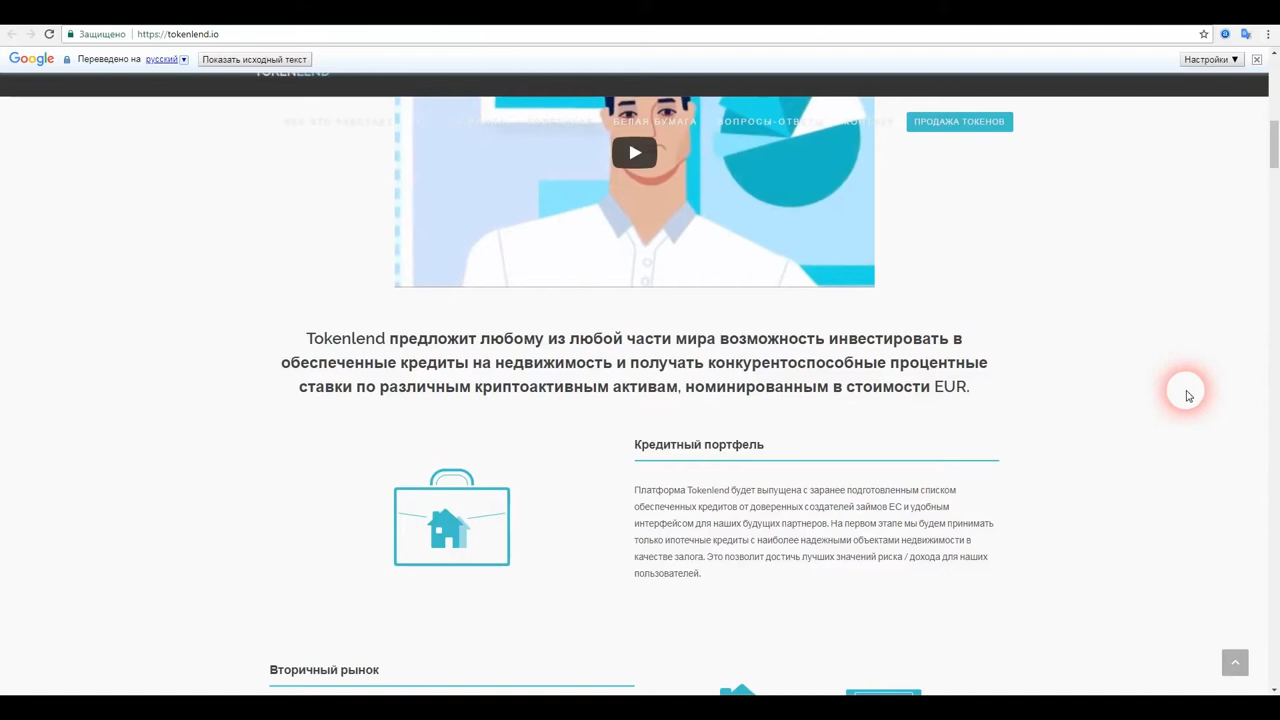 Защищено https://tokenlend.io
Google Переведено на русский Показать исходный текст Настройки ▼
TOKENLEND
БЕЛАЯ БУМАГА ВОПРОСЫ-ОТВЕТЫ ПРОДАЖА ТОКЕНОВ
Tokenlend предложит любому из любой части мира возможность инвестировать в
обеспеченные кредиты на недвижимость и получать конкурентоспособные процентные
ставки по различным криптоактивным активам, номинированным в стоимости EUR.
Кредитный портфель
Платформа Tokenlend будет выпущена с заранее подготовленным списком
обеспеченных кредитов от доверенных создателей займов ЕС и удобным
интерфейсом для наших будущих партнеров. На первом этапе мы будем принимать
только ипотечные кредиты с наиболее надежными объектами недвижимости в
качестве залога. Это позволит достичь лучших значений риска / дохода для наших
пользователей.
Вторичный рынок